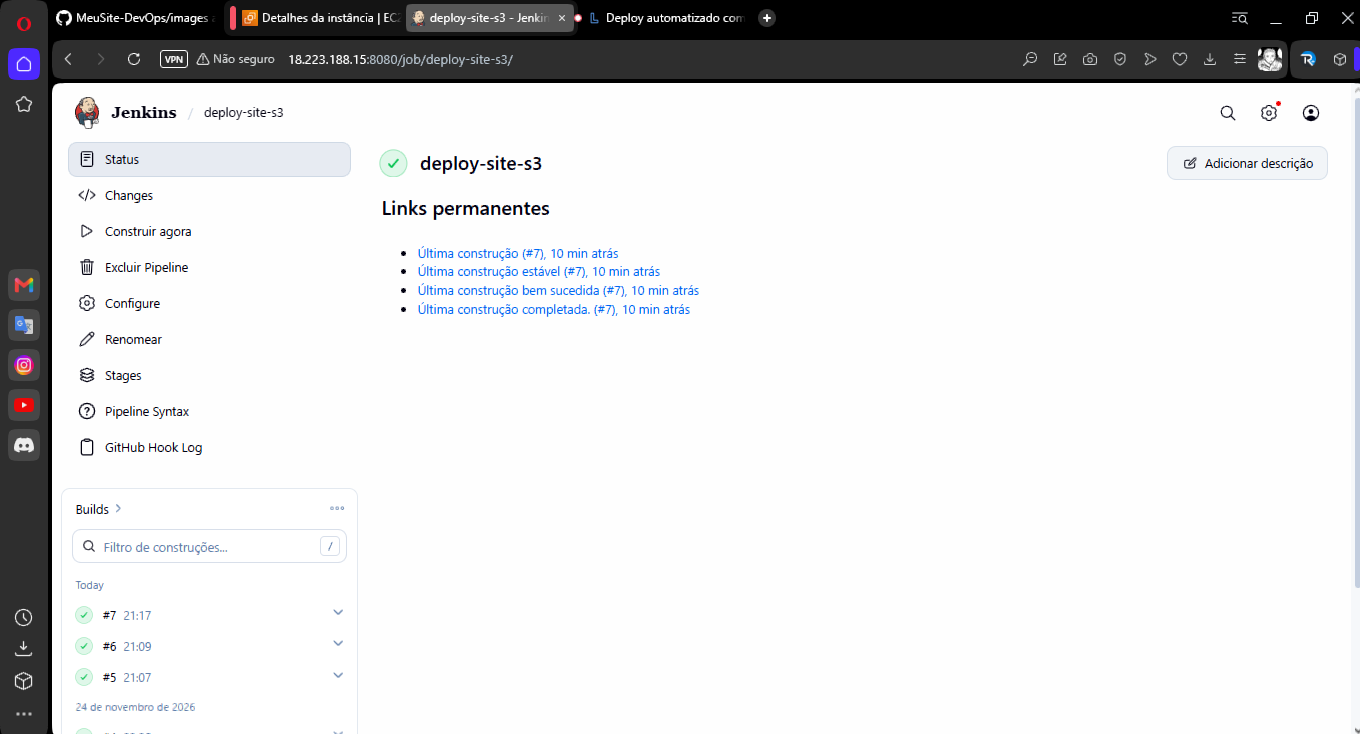 MeuSite-DevOps/images a
Detalhes da instância | EC2
deploy-site-s3 - Jenkin
Deploy automatizado com
VPN
Não seguro
18.223.188.15:8080/job/deploy-site-s3/
Jenkins / deploy-site-s3
Status
Changes
Construir agora
Excluir Pipeline
Configure
Renomear
Stages
Pipeline Syntax
GitHub Hook Log
deploy-site-s3
Adicionar descrição
Links permanentes
Última construção (#7), 10 min atrás
Última construção estável (#7), 10 min atrás
Última construção bem sucedida (#7), 10 min atrás
Última construção completada. (#7), 10 min atrás
Builds
Filtro de construções...
/
Today
#7 21:17
#6 21:09
#5 21:07
24 de novembro de 2026